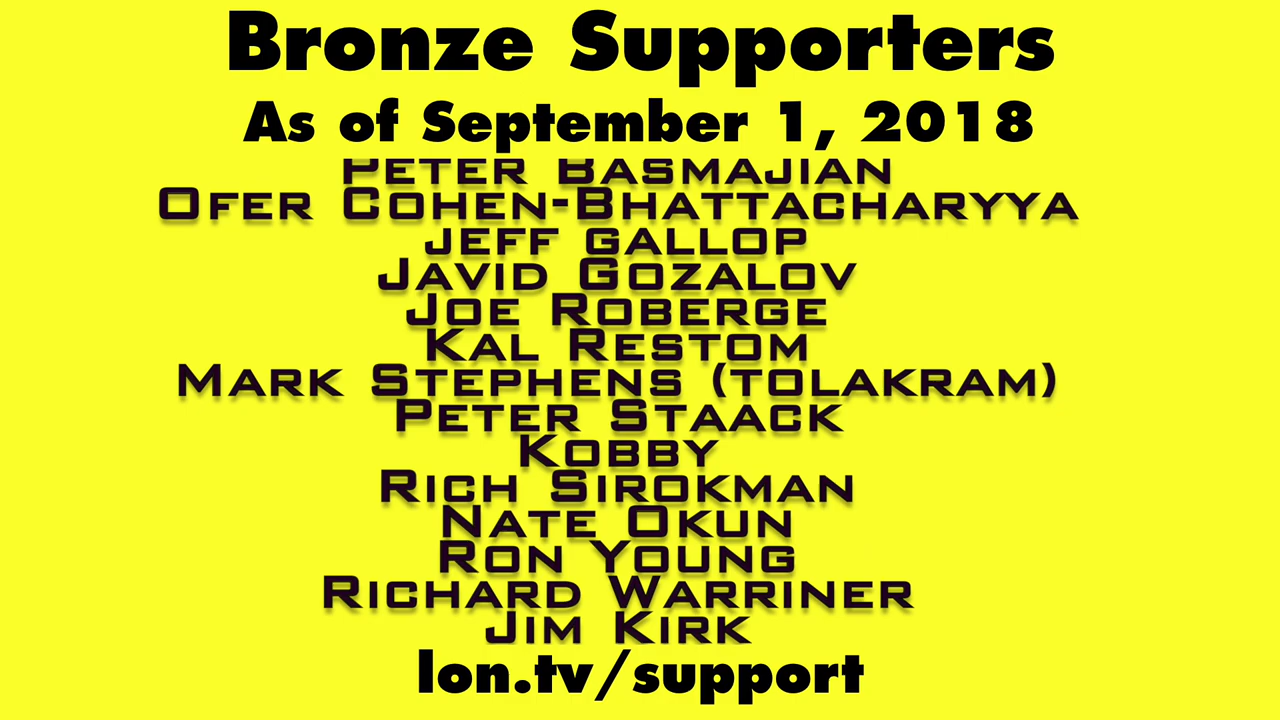 Bronze Supporters
As of September 1, 2018
Peter Basmajian
Ofer Cohen-Bhattacharyya
jeff gallop
Javid Gozalov
Joe Roberge
Kal Restom
Mark Stephens (tolakram)
Peter Staack
Kobby
Rich Sirokman
Nate Okun
Ron Young
Richard Warriner
Jim Kirk
lon.tv/support